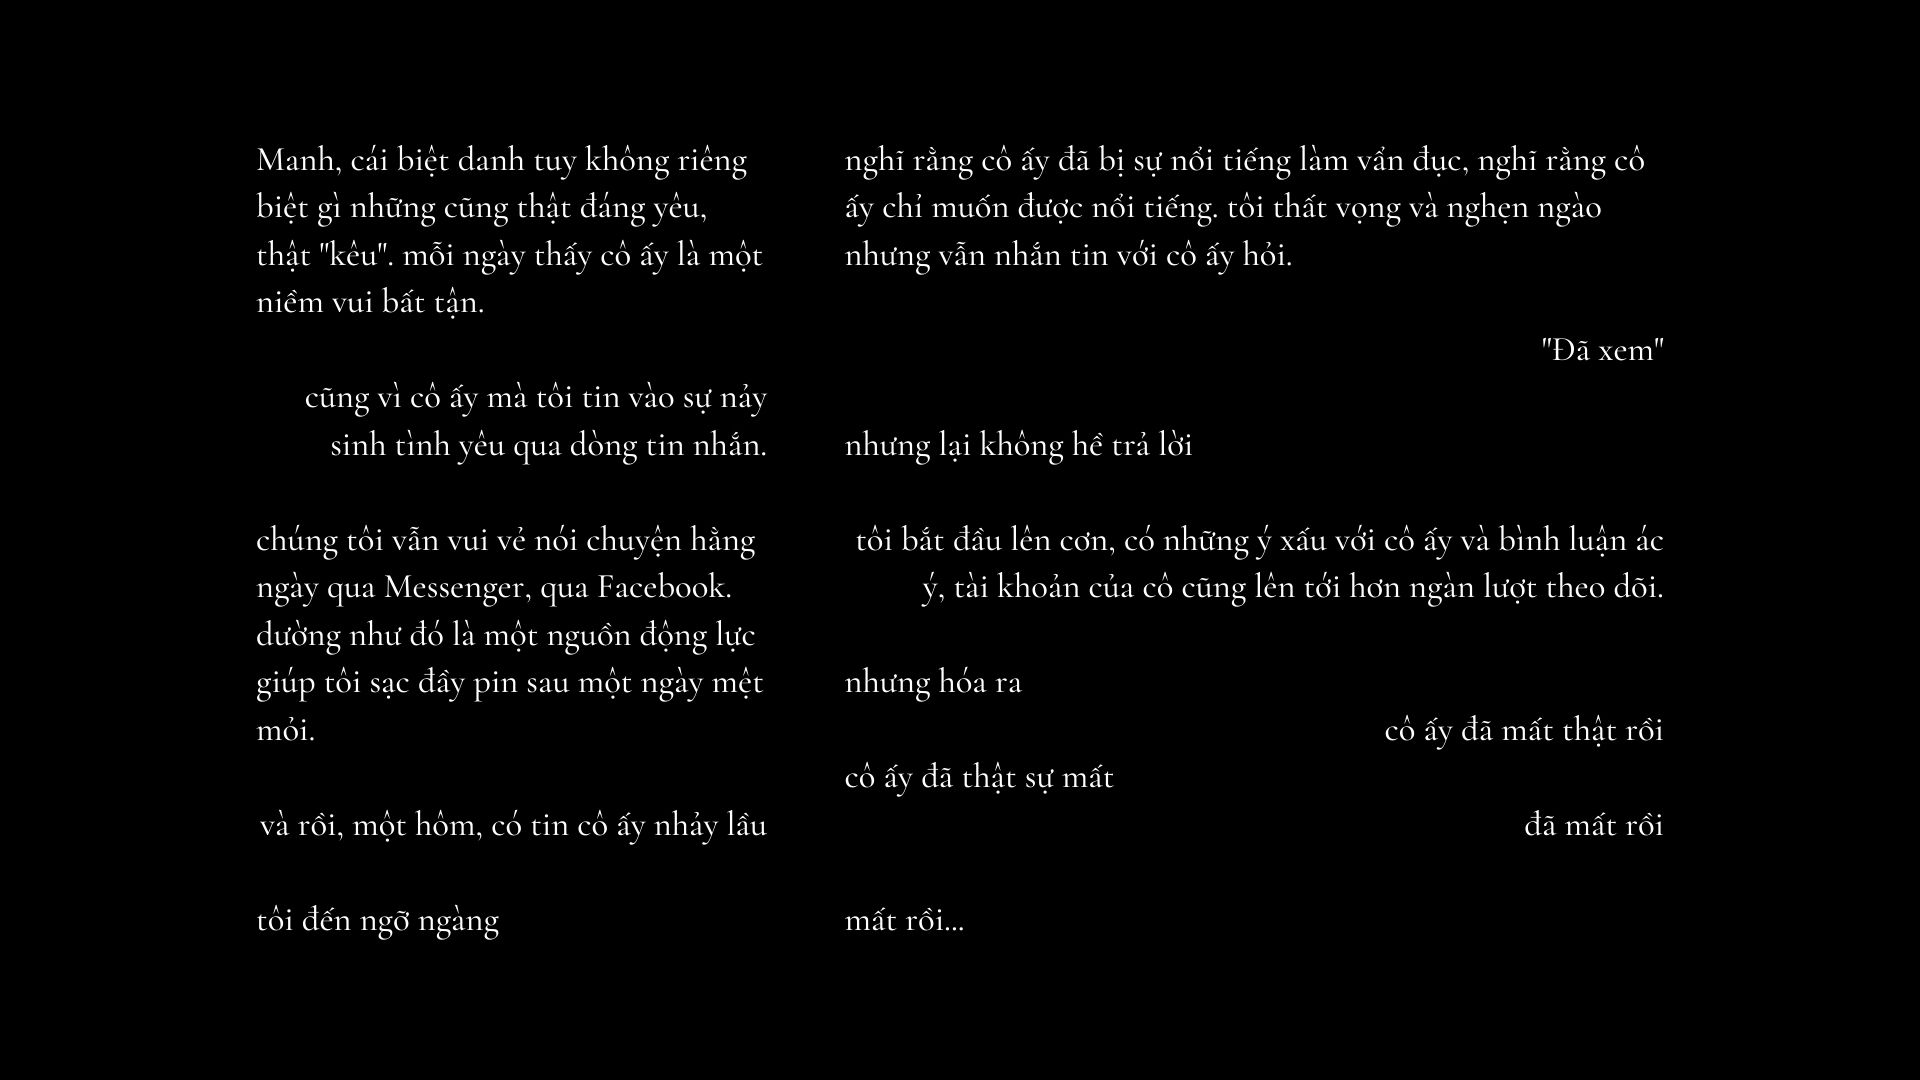 Manh, cái biệt danh tuy không riêng
biệt gì những cũng thật đáng yêu,
thật "kêu". mỗi ngày thấy cô ấy là một
niềm vui bất tận.
cũng vì cô ấy mà tôi tin vào sự nảy
sinh tình yêu qua dòng tin nhắn.
chúng tôi vẫn vui vẻ nói chuyện hằng
ngày qua Messenger, qua Facebook.
dường như đó là một nguồn động lực
giúp tôi sạc đầy pin sau một ngày mệt
mỏi.
và rồi, một hôm, có tin cô ấy nhảy lầu
tôi đến ngỡ ngàng
nghĩ rằng cô ấy đã bị sự nổi tiếng làm vẩn đục, nghĩ rằng cô
ấy chỉ muốn được nổi tiếng. tôi thất vọng và nghẹn ngào
nhưng vẫn nhắn tin với cô ấy hỏi.
"Đã xem"
nhưng lại không hề trả lời
tôi bắt đầu lên cơn, có những ý xấu với cô ấy và bình luận ác
ý, tài khoản của cô cũng lên tới hơn ngàn lượt theo dõi.
nhưng hóa ra
cô ấy đã mất thật rồi
cô ấy đã thật sự mất
đã mất rồi
mất rồi...